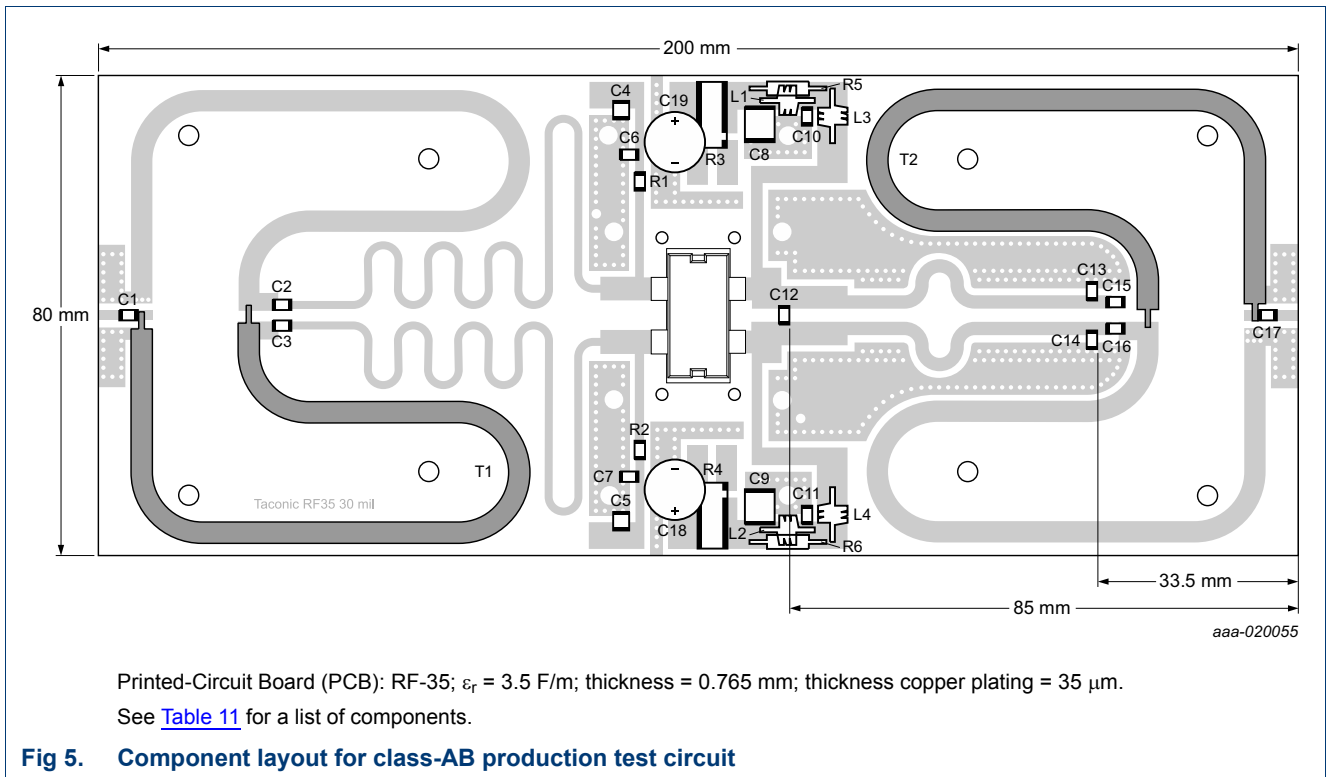 200 mm
80 mm
C4
C19
L1
R5
C10
L3
C6
R3
C8
R1
T2
C2
C13
C15
C1
C12
C17
C3
C14
C16
R2
T1
C7
R4
C9
C11
L4
C5
Taconic RF35 30 mil
C18
L2
R6
33.5 mm
85 mm
aaa-020055
Printed-Circuit Board (PCB): RF-35; εr = 3.5 F/m; thickness = 0.765 mm; thickness copper plating = 35 μm.
See Table 11 for a list of components.
Fig 5. Component layout for class-AB production test circuit